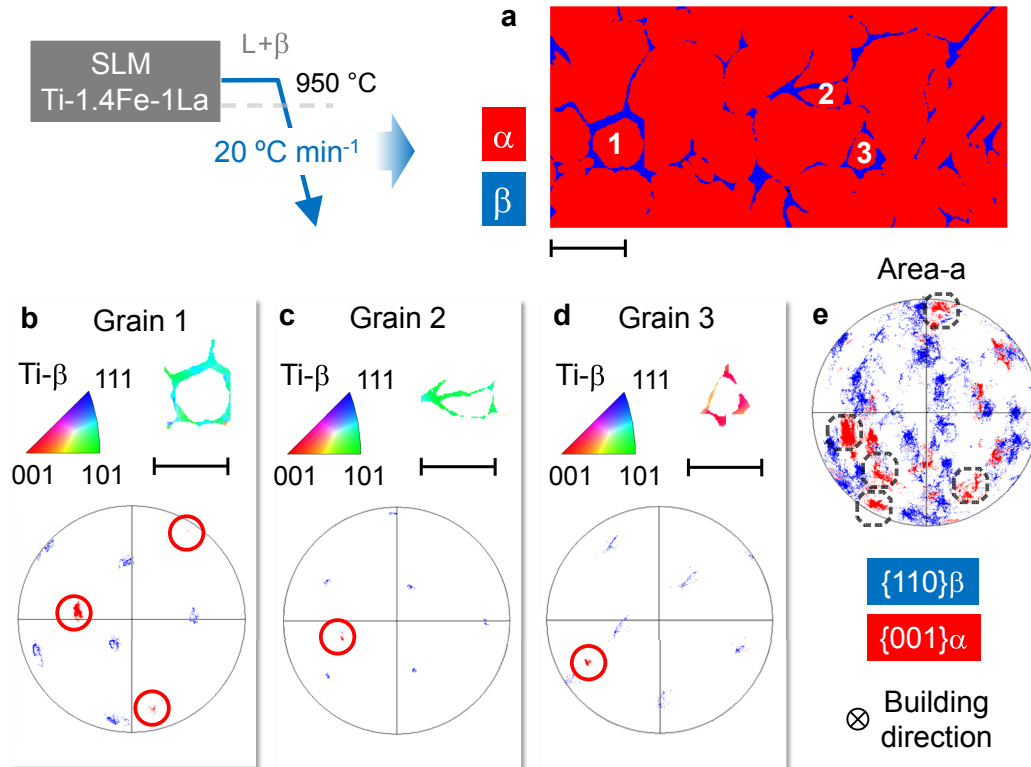 a
L+β
SLM
Ti-1.4Fe-1La
950 °C
20 ºC min-1
α
β
1
2
3
b
Grain 1
Ti-β
111
001
101
c
Grain 2
Ti-β
111
001
101
d
Grain 3
Ti-β
111
001
101
Area-a
e
{110}β
{001}α
⊗ Building
direction